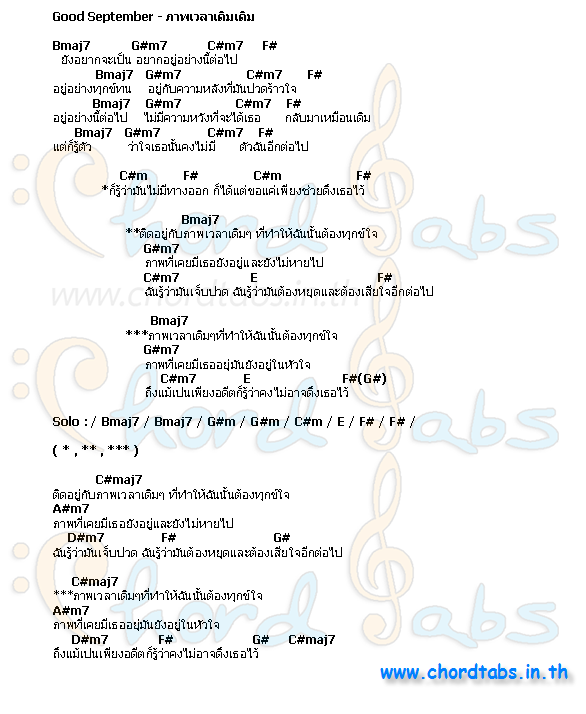 Good September - ภาพเวลาเดิมเดิม
Bmaj7 G#m7 C#m7 F#
ยังอยากจะเป็น อยากอยู่อย่างนี้ต่อไป
Bmaj7 G#m7 C#m7 F#
อยู่อย่างทุกข์ทน อยู่กับความหลังที่มันปวดร้าวใจ
Bmaj7 G#m7 C#m7 F#
อยู่อย่างนี้ต่อไป ไม่มีความหวังที่จะได้เธอ กลับมาเหมือนเดิม
Bmaj7 G#m7 C#m7 F#
แต่ก็รู้ตัว ว่าใจเธอนั้นคงไม่มี ตัวฉันอีกต่อไป
C#m F# C#m F#
*ก็รู้ว่ามันไม่มีทางออก ก็ได้แต่ขอแค่เพียงช่วยดึงเธอไว้
Bmaj7
**ติดอยู่กับภาพเวลาเดิมๆ ที่ทำให้ฉันนั้นต้องทุกข์ใจ
G#m7
ภาพที่เคยมีเธอยังอยู่และยังไม่หายไป
C#m7 E F#
ฉันรู้ว่ามันเจ็บปวด ฉันรู้ว่ามันต้องหยุดและต้องเสียใจอีกต่อไป
www.chordtabs.in.th
Bmaj7
***ภาพเวลาเดิมๆที่ทำให้ฉันนั้นต้องทุกข์ใจ
G#m7
ภาพที่เคยมีเธออยู่มันยังอยู่ในหัวใจ
C#m7 E F#(G#)
ถึงแม้เป็นเพียงอดีตก็รู้ว่าคงไม่อาจดึงเธอไว้
Solo : / Bmaj7 / Bmaj7 / G#m / G#m / C#m / E / F# / F# /
( * , ** , *** )
C#maj7
ติดอยู่กับภาพเวลาเดิมๆ ที่ทำให้ฉันนั้นต้องทุกข์ใจ
A#m7
ภาพที่เคยมีเธอยังอยู่และยังไม่หายไป
D#m7 F# G#
ฉันรู้ว่ามันเจ็บปวด ฉันรู้ว่ามันต้องหยุดและต้องเสียใจอีกต่อไป
C#maj7
***ภาพเวลาเดิมๆที่ทำให้ฉันนั้นต้องทุกข์ใจ
A#m7
ภาพที่เคยมีเธออยู่มันยังอยู่ในหัวใจ
D#m7 F# G# C#maj7
ถึงแม้เป็นเพียงอดีตก็รู้ว่าคงไม่อาจดึงเธอไว้
www.chordtabs.in.th